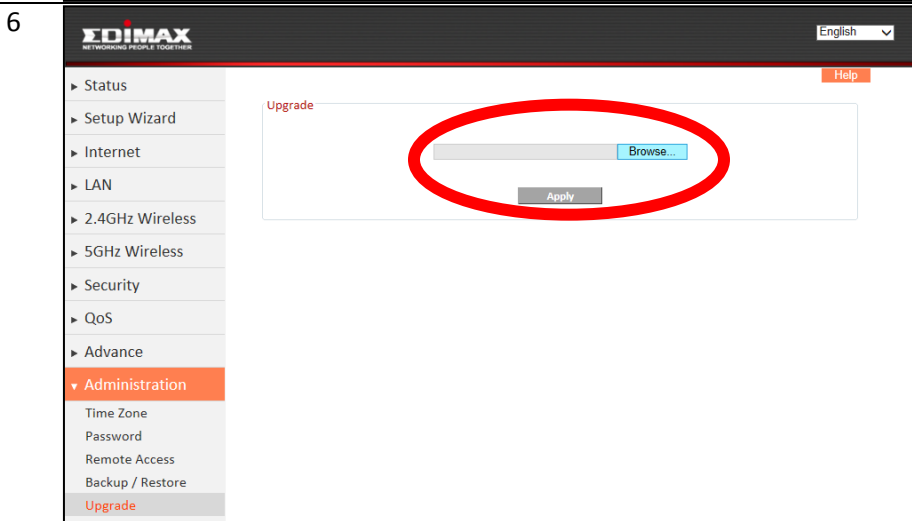 6
EDIMAX
NETWORKING PEOPLE TOGETHER
English
Help
Status
Setup Wizard
Internet
LAN
2.4GHz Wireless
5GHz Wireless
Security
QoS
Advance
Administration
Time Zone
Password
Remote Access
Backup / Restore
Upgrade
Upgrade
Browse...
Apply